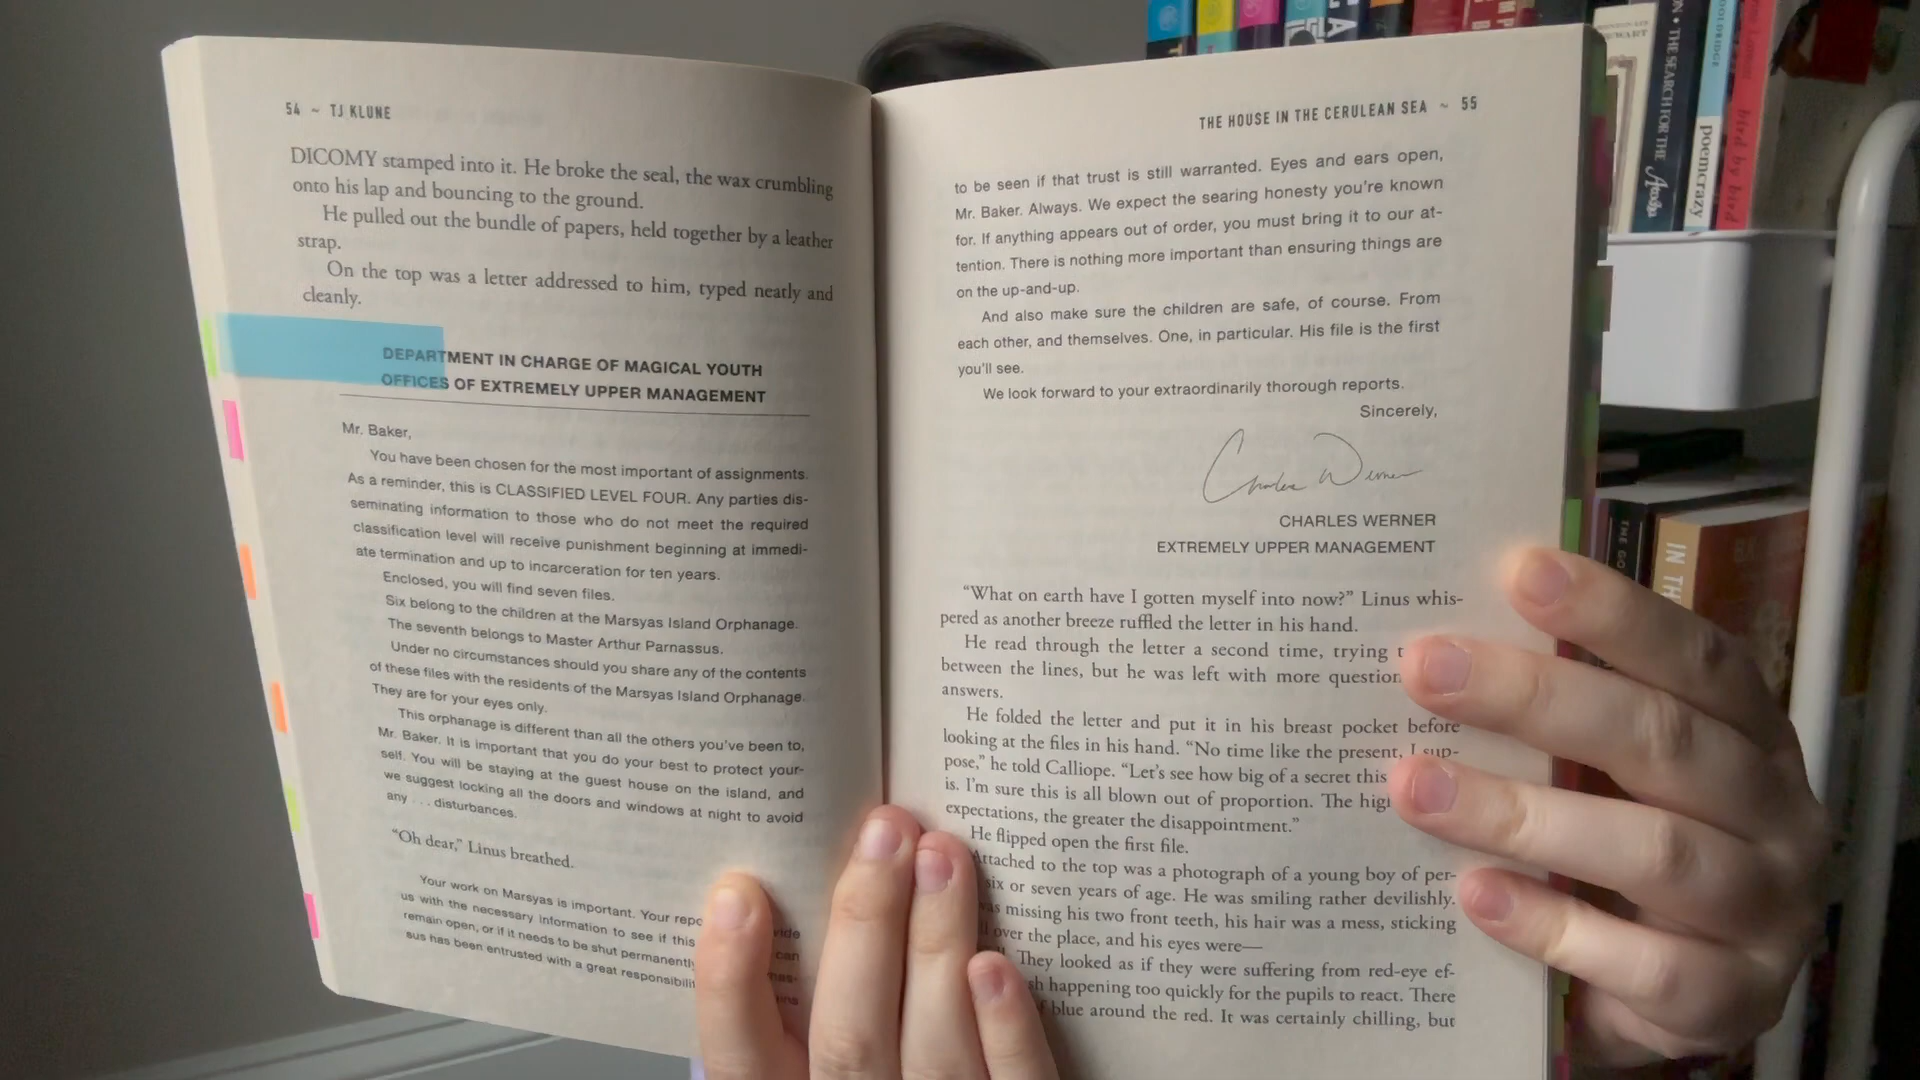 54 ~ TJ KLUNE
DICOMY stamped into it. He broke the seal, the wax crumbling
onto his lap and bouncing to the ground.
He pulled out the bundle of papers, held together by a leather
strap.
On the top was a letter addressed to him, typed neatly and
cleanly.
DEPARTMENT IN CHARGE OF MAGICAL YOUTH
OFFICES OF EXTREMELY UPPER MANAGEMENT
Mr. Baker,
You have been chosen for the most important of assignments.
As a reminder, this is CLASSIFIED LEVEL FOUR. Any parties dis-
seminating information to those who do not meet the required
classification level will receive punishment beginning at immedi-
ate termination and up to incarceration for ten years.
Enclosed, you will find seven files.
Six belong to the children at the Marsyas Island Orphanage.
The seventh belongs to Master Arthur Parnassus.
Under no circumstances should you share any of the contents
of these files with the residents of the Marsyas Island Orphanage.
They are for your eyes only.
This orphanage is different than all the others you've been to,
Mr. Baker. It is important that you do your best to protect your-
self. You will be staying at the guest house on the island, and
we suggest locking all the doors and windows at night to avoid
any . . . disturbances.
“Oh dear,” Linus breathed.
Your work on Marsyas is important. Your
us with the necessary information to see if this
remain open, or if it needs to be shut permanently can
sus has been entrusted with a great
THE HOUSE IN THE CERULEAN SEA ~ 55
to be seen if that trust is still warranted. Eyes and ears open,
Mr. Baker. Always. We expect the searing honesty you're known
for. If anything appears out of order, you must bring it to our at-
tention. There is nothing more important than ensuring things are
on the up-and-up.
And also make sure the children are safe, of course. From
each other, and themselves. One, in particular. His file is the first
you'll see.
We look forward to your extraordinarily thorough reports.
Sincerely,
Charles Werner
CHARLES WERNER
EXTREMELY UPPER MANAGEMENT
“What on earth have I gotten myself into now?” Linus whis-
pered as another breeze ruffled the letter in his hand.
He read through the letter a second time, trying
between the lines, but he was left with more
answers.
He folded the letter and put it in his breast pocket before
looking at the files in his hand. “No time like the present, I sup-
pose,” he told Calliope. “Let's see how big of a secret this
is. I'm sure this is all blown out of proportion. The
expectations, the greater the disappointment.”
He flipped open the first file.
Attached to the top was a photograph of a young boy of per-
six or seven years of age. He was smiling rather devilishly.
missing his two front teeth, his hair was a mess, sticking
over the place, and his eyes were—
They looked as if they were suffering from red-eye ef-
happening too quickly for the pupils to react. There
blue around the red. It was certainly chilling, but
THE SEARCH FOR THE
poemcrazy
bird by bird
IN